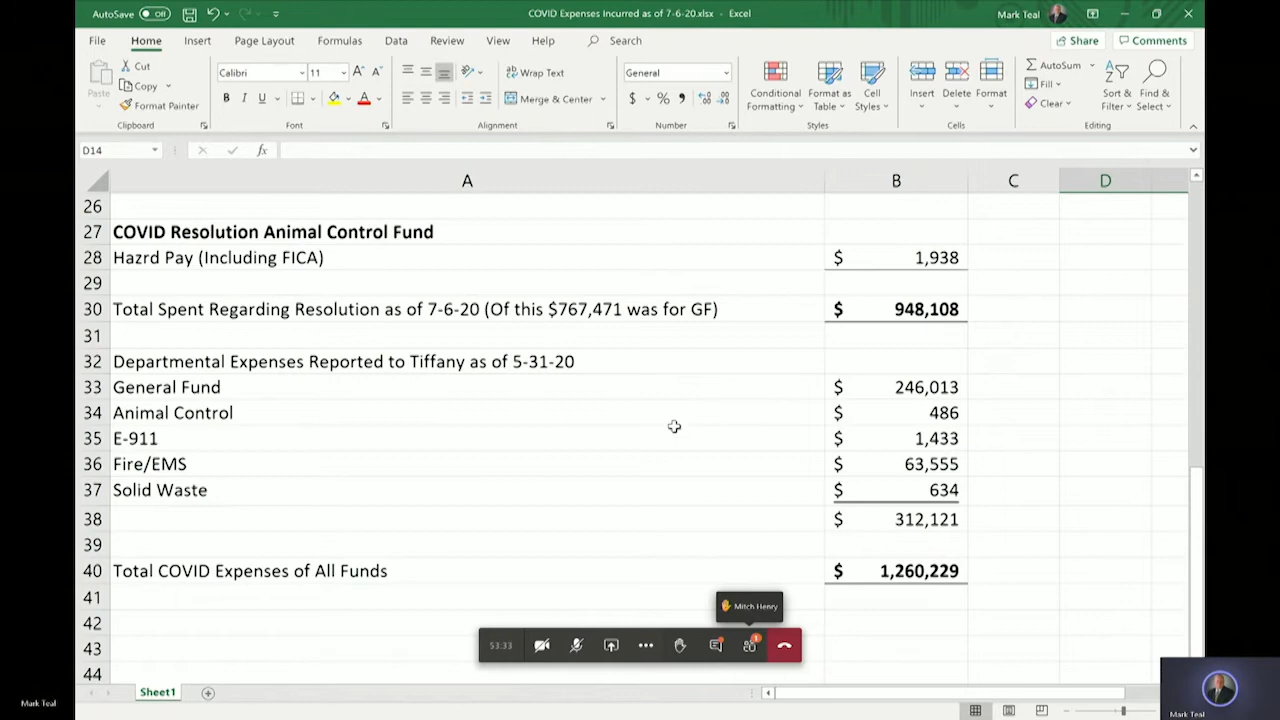 AutoSave Off COVID Expenses Incurred as of 7-6-20.xlsx - Excel Mark Teal
File Home Insert Page Layout Formulas Data Review View Help Search Share Comments
Paste Cut Copy Format Painter
Calibri 11 Wrap Text General Conditional Formatting Format as Table Cell Styles Insert Delete Format AutoSum Fill Clear Sort & Filter Find & Select
B I U Merge & Center $ %
Clipboard Font Alignment Number Styles Cells Editing
D14 fx
A B C D
26
27 COVID Resolution Animal Control Fund
28 Hazrd Pay (Including FICA) $ 1,938
29
30 Total Spent Regarding Resolution as of 7-6-20 (Of this $767,471 was for GF) $ 948,108
31
32 Departmental Expenses Reported to Tiffany as of 5-31-20
33 General Fund $ 246,013
34 Animal Control $ 486
35 E-911 $ 1,433
36 Fire/EMS $ 63,555
37 Solid Waste $ 634
38 $ 312,121
39
40 Total COVID Expenses of All Funds $ 1,260,229
41
42
43
44
Mitch Henry
53:33 1
Sheet1
Mark Teal
Mark Teal